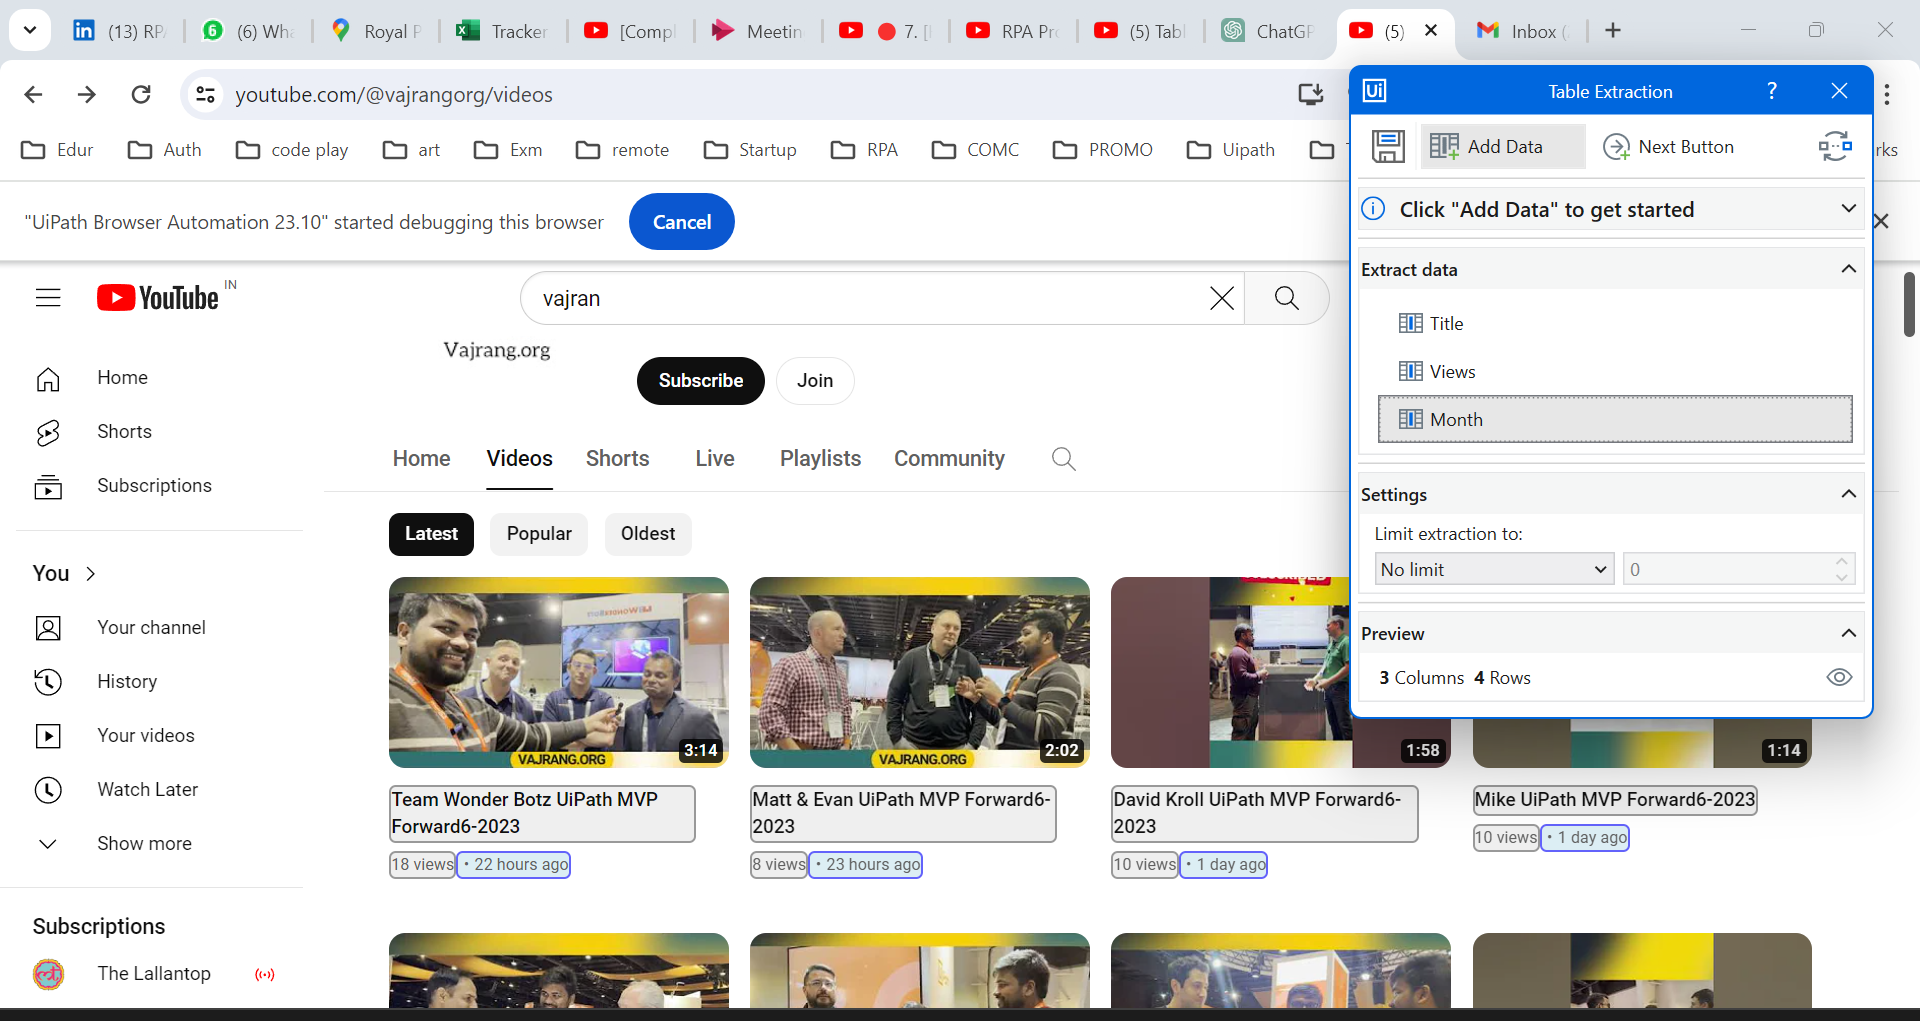 (13) RP
(6) Wha
Royal P
Tracker
[Compl
Meetin
7. [
RPA Pro
(5) Tabl
ChatGP
(5)
Inbox (
youtube.com/@vajrangorg/videos
Edur
Auth
code play
art
Exm
remote
Startup
RPA
COMC
PROMO
Uipath
rks
"UiPath Browser Automation 23.10" started debugging this browser
Cancel
YouTube IN
vajran
Vajrang.org
Subscribe
Join
Home
Shorts
Subscriptions
You
Your channel
History
Your videos
Watch Later
Show more
Subscriptions
The Lallantop
Home Videos Shorts Live Playlists Community
Latest Popular Oldest
VAJRANG.ORG
3:14
VAJRANG.ORG
2:02
1:58
1:14
Team Wonder Botz UiPath MVP
Forward6-2023
18 views • 22 hours ago
Matt & Evan UiPath MVP Forward6-
2023
8 views • 23 hours ago
David Kroll UiPath MVP Forward6-
2023
10 views • 1 day ago
Mike UiPath MVP Forward6-2023
10 views • 1 day ago
Ui Table Extraction ?
Add Data
Next Button
Click "Add Data" to get started
Extract data
Title
Views
Month
Settings
Limit extraction to:
No limit 0
Preview
3 Columns 4 Rows